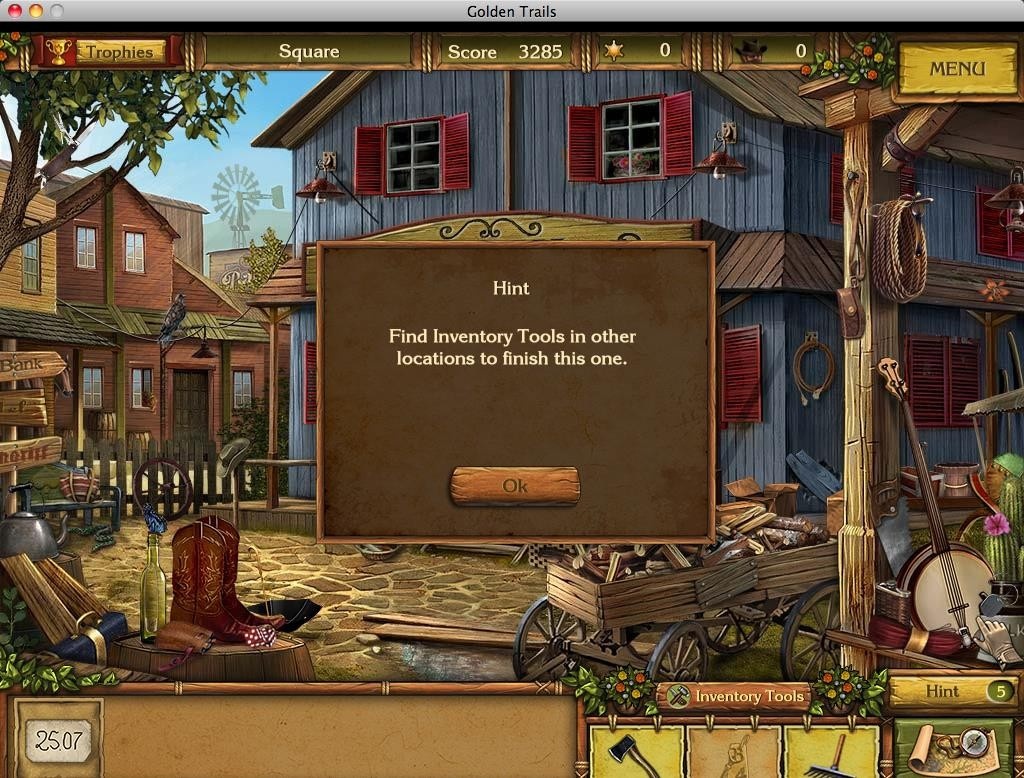 Golden Trails
Trophies
Square
Score 3285
0
0
MENU
Bank
Hint
Find Inventory Tools in other
locations to finish this one.
Ok
Inventory Tools
Hint 5
25.07